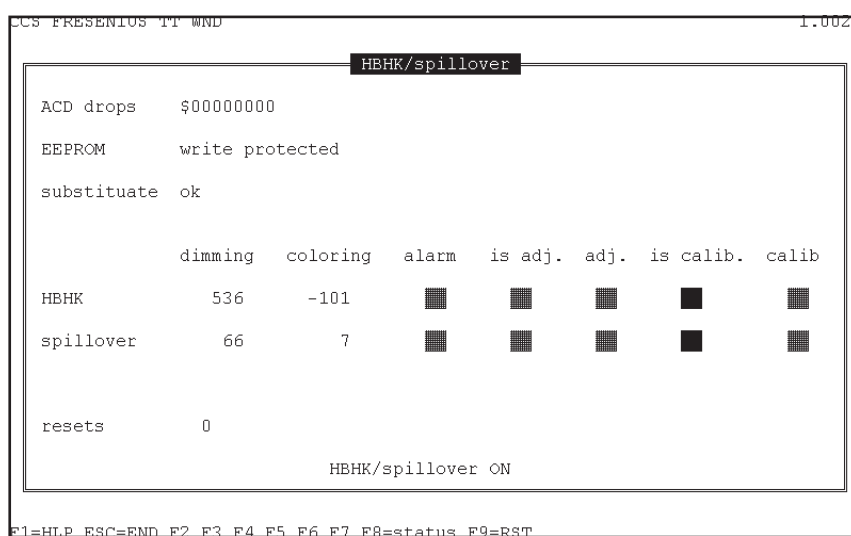 CCS FRESENIUS TT WND 1.002
HBHK/spillover
ACD drops $00000000
EEPROM write protected
substituate ok
dimming coloring alarm is adj. adj. is calib. calib
HBHK 536 -101
spillover 66 7
resets 0
HBHK/spillover ON
F1=HLP ESC=END F2 F3 F4 F5 F6 F7 F8=status F9=RST